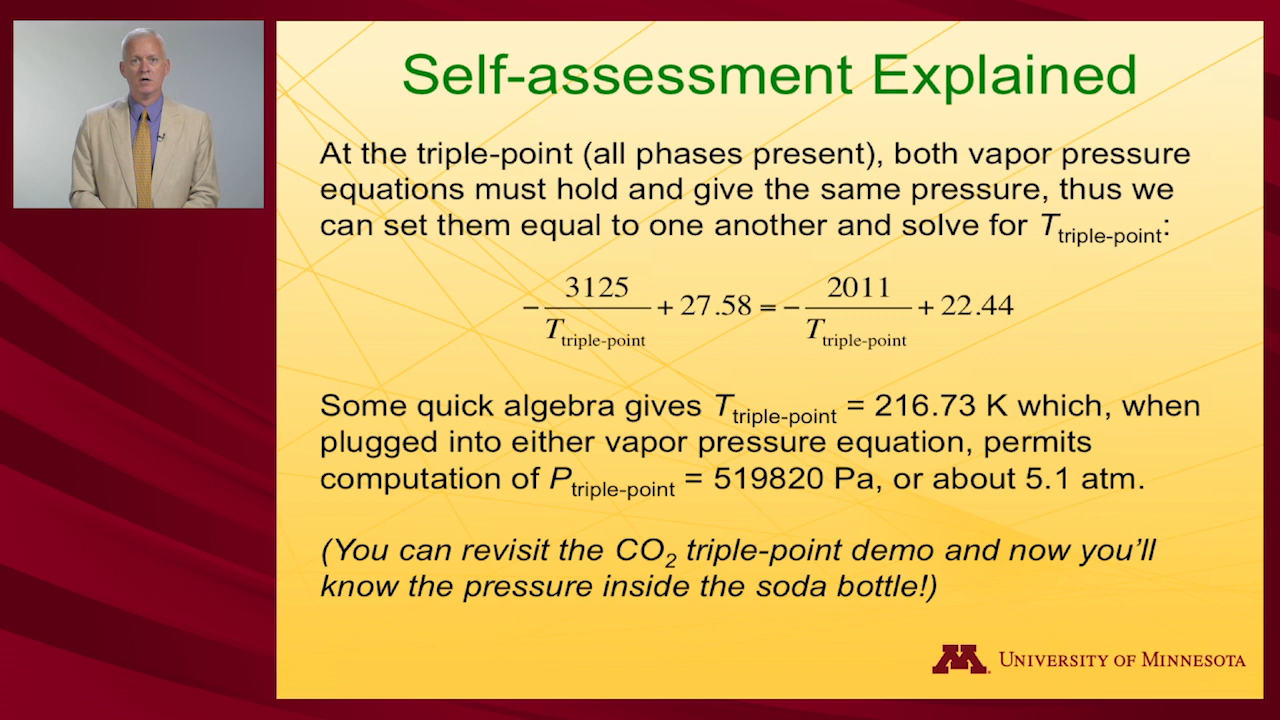 Self-assessment Explained
At the triple-point (all phases present), both vapor pressure
equations must hold and give the same pressure, thus we
can set them equal to one another and solve for T_triple-point:
− 3125/T_triple-point + 27.58 = − 2011/T_triple-point + 22.44
Some quick algebra gives T_triple-point = 216.73 K which, when
plugged into either vapor pressure equation, permits
computation of P_triple-point = 519820 Pa, or about 5.1 atm.
(You can revisit the CO₂ triple-point demo and now you'll
know the pressure inside the soda bottle!)
M UNIVERSITY OF MINNESOTA